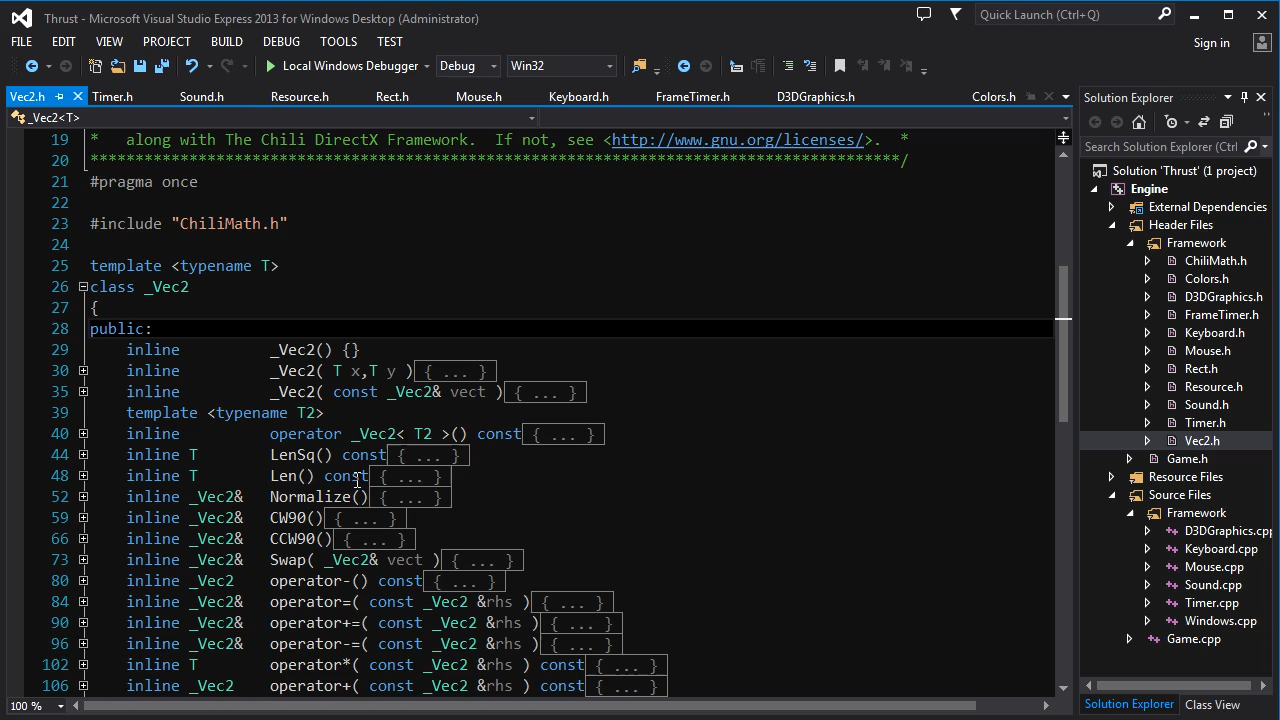 Thrust - Microsoft Visual Studio Express 2013 for Windows Desktop (Administrator)
Quick Launch (Ctrl+Q)
FILE EDIT VIEW PROJECT BUILD DEBUG TOOLS TEST
Sign in
Local Windows Debugger Debug Win32
Vec2.h Timer.h Sound.h Resource.h Rect.h Mouse.h Keyboard.h FrameTimer.h D3DGraphics.h Colors.h
_Vec2<T>
19 *   along with The Chili DirectX Framework.  If not, see <http://www.gnu.org/licenses/>.  *
20 ******************************************************************************************/
21 #pragma once
22
23 #include "ChiliMath.h"
24
25 template <typename T>
26 class _Vec2
27 {
28 public:
29 inline _Vec2() {}
30 inline _Vec2( T x,T y ){ ... }
35 inline _Vec2( const _Vec2& vect ){ ... }
39 template <typename T2>
40 inline operator _Vec2< T2 >() const{ ... }
44 inline T LenSq() const{ ... }
48 inline T Len() const{ ... }
52 inline _Vec2& Normalize(){ ... }
59 inline _Vec2& CW90(){ ... }
66 inline _Vec2& CCW90(){ ... }
73 inline _Vec2& Swap( _Vec2& vect ){ ... }
80 inline _Vec2 operator-() const{ ... }
84 inline _Vec2& operator=( const _Vec2 &rhs ){ ... }
90 inline _Vec2& operator+=( const _Vec2 &rhs ){ ... }
96 inline _Vec2& operator-=( const _Vec2 &rhs ){ ... }
102 inline T operator*( const _Vec2 &rhs ) const{ ... }
106 inline _Vec2 operator+( const _Vec2 &rhs ) const{ ... }
100 %
Solution Explorer
Search Solution Explorer (Ctrl
Solution 'Thrust' (1 project)
Engine
External Dependencies
Header Files
Framework
ChiliMath.h
Colors.h
D3DGraphics.h
FrameTimer.h
Keyboard.h
Mouse.h
Rect.h
Resource.h
Sound.h
Timer.h
Vec2.h
Game.h
Resource Files
Source Files
Framework
D3DGraphics.cpp
Keyboard.cpp
Mouse.cpp
Sound.cpp
Timer.cpp
Windows.cpp
Game.cpp
Solution Explorer Class View